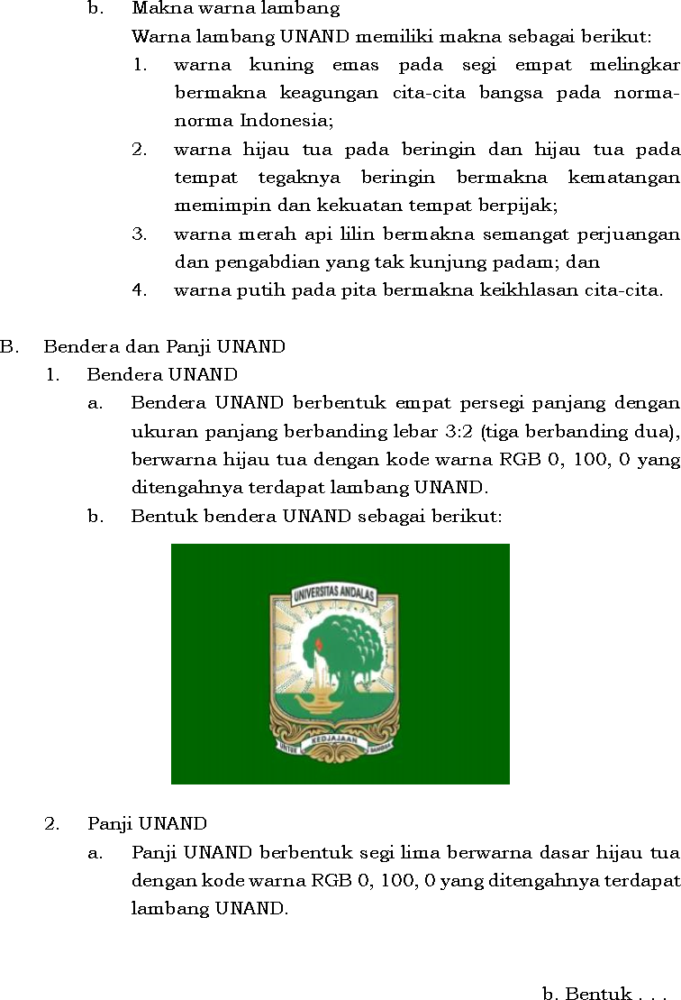 b. Makna warna lambang
Warna lambang UNAND memiliki makna sebagai berikut:
1. warna kuning emas pada segi empat melingkar
bermakna keagungan cita-cita bangsa pada norma-
norma Indonesia;
2. warna hijau tua pada beringin dan hijau tua pada
tempat tegaknya beringin bermakna kematangan
memimpin dan kekuatan tempat berpijak;
3. warna merah api lilin bermakna semangat perjuangan
dan pengabdian yang tak kunjung padam; dan
4. warna putih pada pita bermakna keikhlasan cita-cita.
B. Bendera dan Panji UNAND
1. Bendera UNAND
a. Bendera UNAND berbentuk empat persegi panjang dengan
ukuran panjang berbanding lebar 3:2 (tiga berbanding dua),
berwarna hijau tua dengan kode warna RGB 0, 100, 0 yang
ditengahnya terdapat lambang UNAND.
b. Bentuk bendera UNAND sebagai berikut:
UNIVERSITAS ANDALAS
UNTUK KEDJAJAAN BANGSA
2. Panji UNAND
a. Panji UNAND berbentuk segi lima berwarna dasar hijau tua
dengan kode warna RGB 0, 100, 0 yang ditengahnya terdapat
lambang UNAND.
b. Bentuk . . .